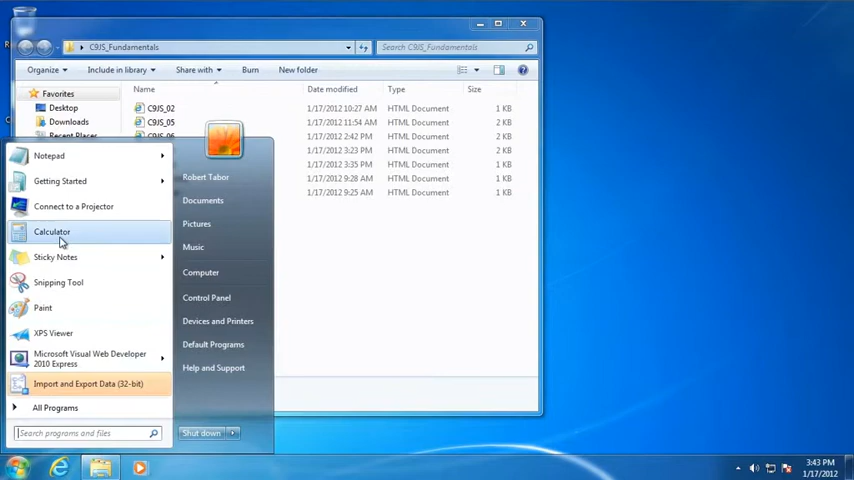 C9JS_Fundamentals
Search C9JS_Fundamentals
Organize
Include in library
Share with
Burn
New folder
Favorites
Name
Date modified
Type
Size
Desktop
C9JS_02
1/17/2012 10:27 AM
HTML Document
1 KB
Downloads
C9JS_05
1/17/2012 11:54 AM
HTML Document
2 KB
Recent Places
C9JS_06
1/17/2012 2:42 PM
HTML Document
2 KB
1/17/2012 3:23 PM
HTML Document
2 KB
1/17/2012 3:35 PM
HTML Document
2 KB
1/17/2012 9:28 AM
HTML Document
1 KB
1/17/2012 9:25 AM
HTML Document
1 KB
Notepad
Getting Started
Connect to a Projector
Calculator
Sticky Notes
Snipping Tool
Paint
XPS Viewer
Microsoft Visual Web Developer
2010 Express
Import and Export Data (32-bit)
All Programs
Search programs and files
Robert Tabor
Documents
Pictures
Music
Computer
Control Panel
Devices and Printers
Default Programs
Help and Support
Shut down
3:43 PM
1/17/2012